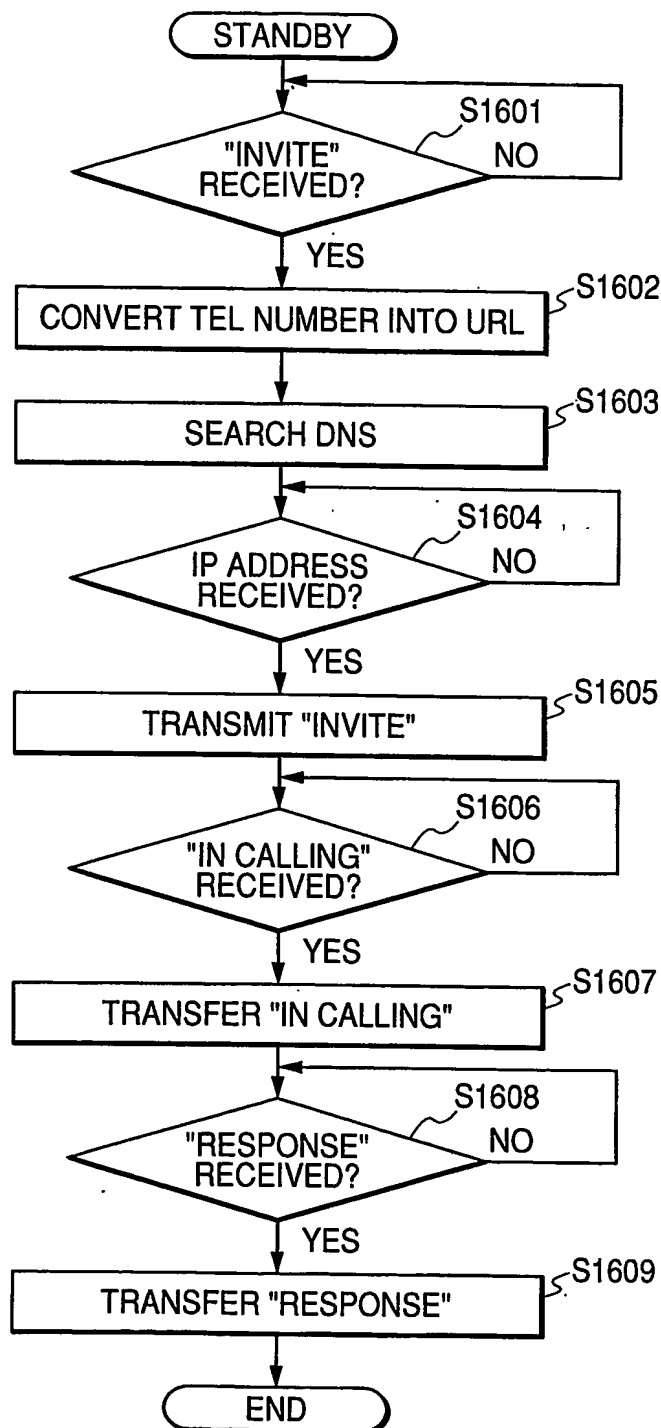 STANDBY
S1601
"INVITE"
RECEIVED?
NO
YES
S1602
CONVERT TEL NUMBER INTO URL
S1603
SEARCH DNS
S1604
IP ADDRESS
RECEIVED?
NO
YES
S1605
TRANSMIT "INVITE"
S1606
"IN CALLING"
RECEIVED?
NO
YES
S1607
TRANSFER "IN CALLING"
S1608
"RESPONSE"
RECEIVED?
NO
YES
S1609
TRANSFER "RESPONSE"
END